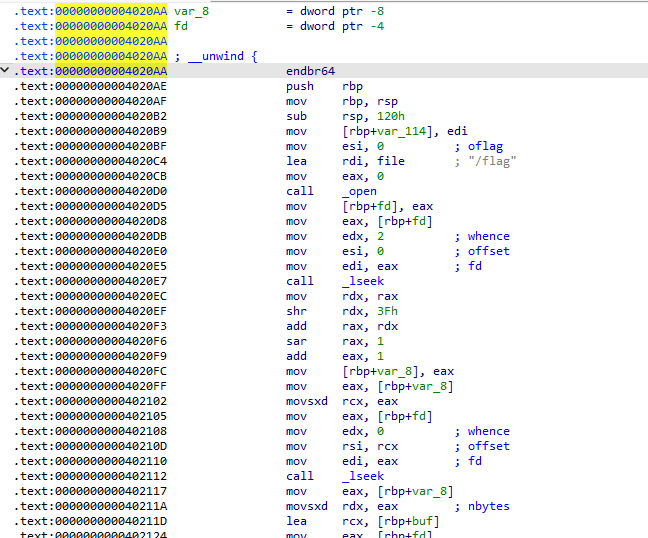 .text:00000000004020AA var_8 = dword ptr -8
.text:00000000004020AA fd = dword ptr -4
.text:00000000004020AA
.text:00000000004020AA ; __unwind {
.text:00000000004020AA endbr64
.text:00000000004020AE push rbp
.text:00000000004020AF mov rbp, rsp
.text:00000000004020B2 sub rsp, 120h
.text:00000000004020B9 mov [rbp+var_114], edi
.text:00000000004020BF mov esi, 0 ; oflag
.text:00000000004020C4 lea rdi, file ; "/flag"
.text:00000000004020CB mov eax, 0
.text:00000000004020D0 call _open
.text:00000000004020D5 mov [rbp+fd], eax
.text:00000000004020D8 mov eax, [rbp+fd]
.text:00000000004020DB mov edx, 2 ; whence
.text:00000000004020E0 mov esi, 0 ; offset
.text:00000000004020E5 mov edi, eax ; fd
.text:00000000004020E7 call _lseek
.text:00000000004020EC mov rdx, rax
.text:00000000004020EF shr rdx, 3Fh
.text:00000000004020F3 add rax, rdx
.text:00000000004020F6 sar rax, 1
.text:00000000004020F9 add eax, 1
.text:00000000004020FC mov [rbp+var_8], eax
.text:00000000004020FF mov eax, [rbp+var_8]
.text:0000000000402102 movsxd rcx, eax
.text:0000000000402105 mov eax, [rbp+fd]
.text:0000000000402108 mov edx, 0 ; whence
.text:000000000040210D mov rsi, rcx ; offset
.text:0000000000402110 mov edi, eax ; fd
.text:0000000000402112 call _lseek
.text:0000000000402117 mov eax, [rbp+var_8]
.text:000000000040211A movsxd rdx, eax ; nbytes
.text:000000000040211D lea rcx, [rbp+buf]
.text:0000000000402124 mov eax, [rbp+fd]